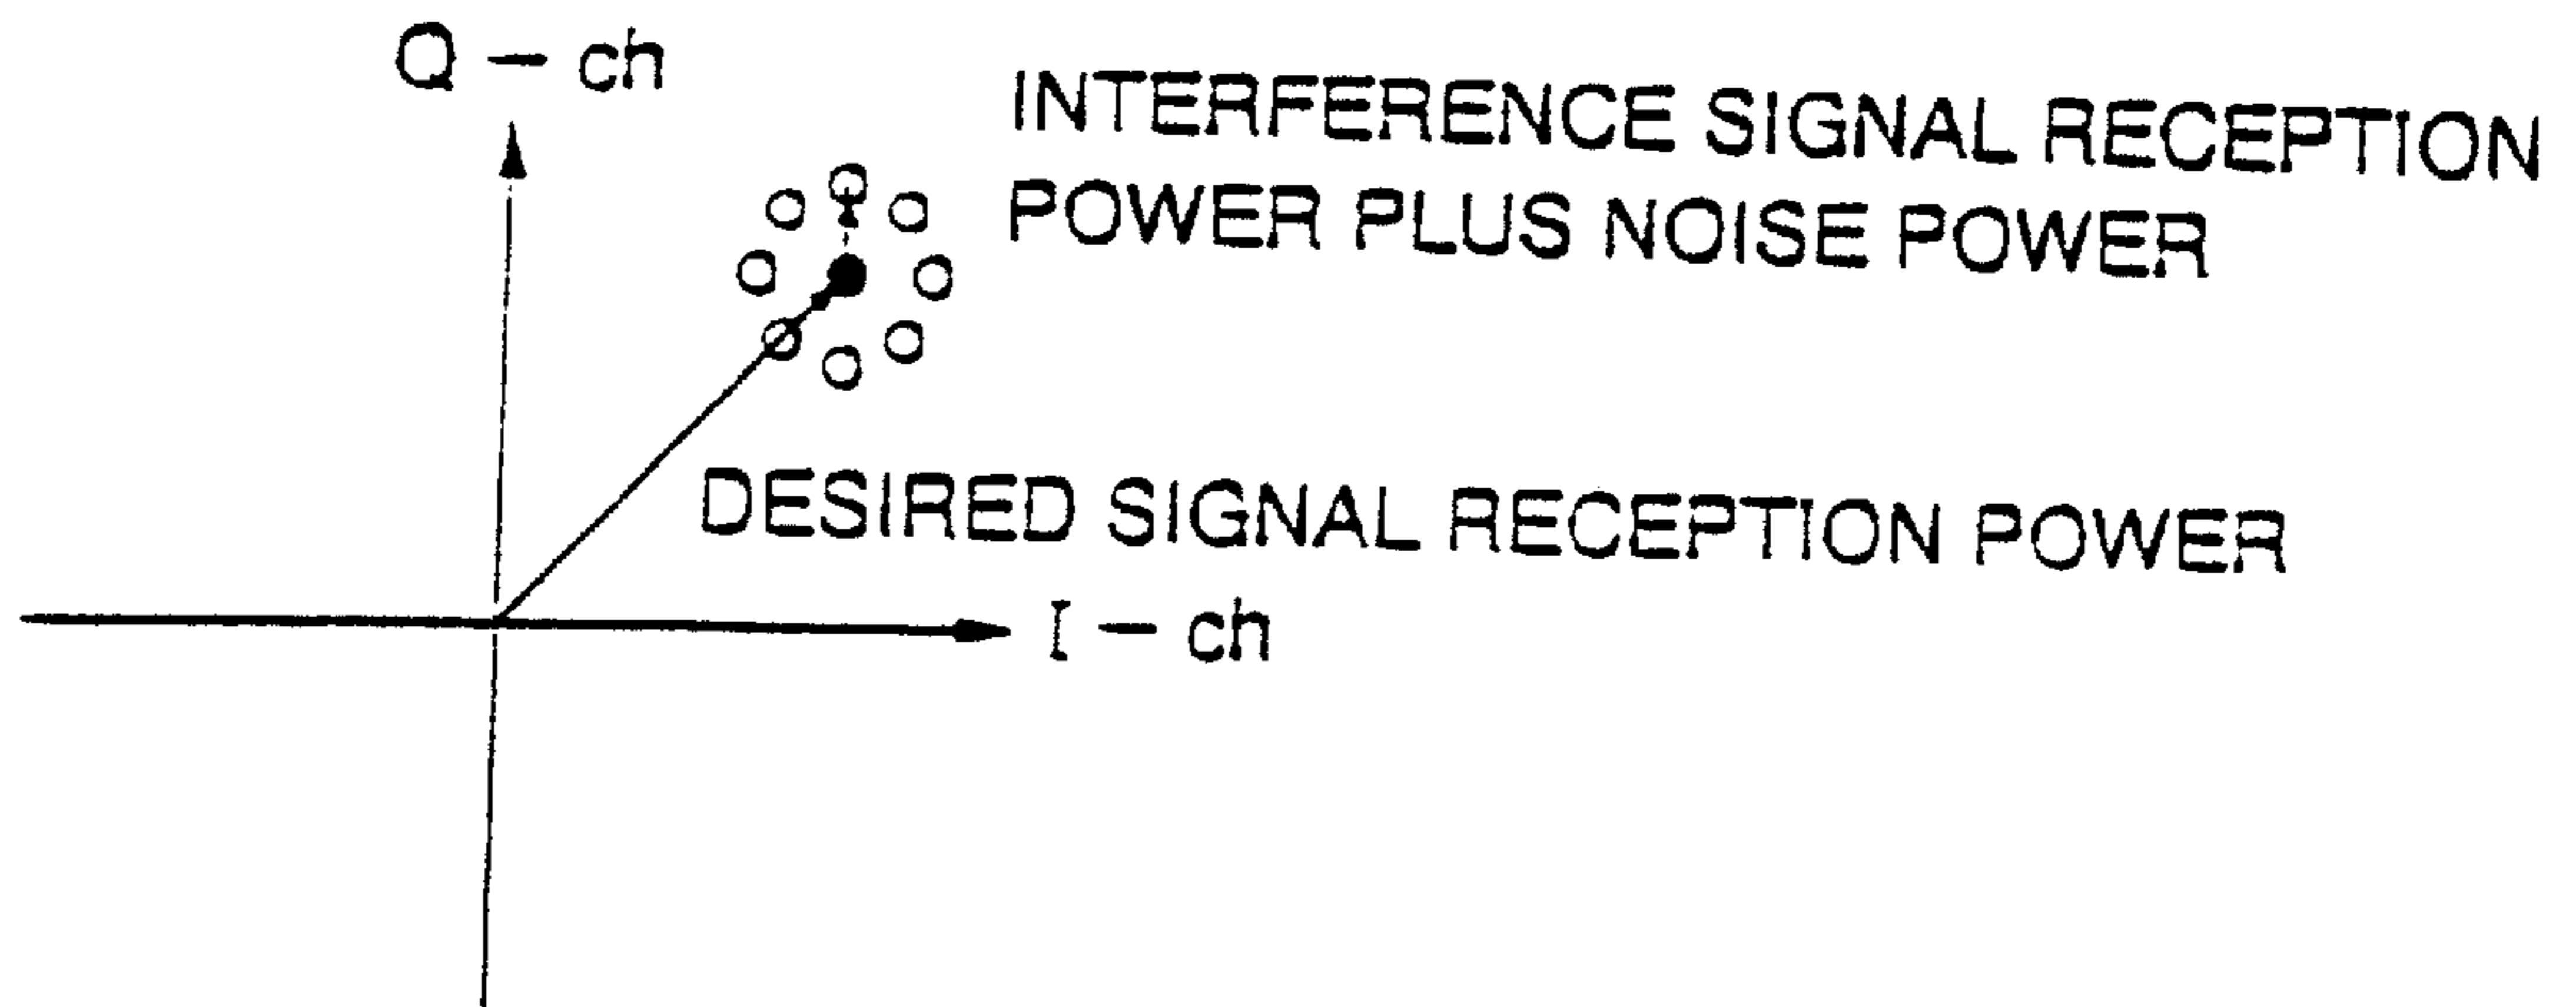 Q - ch
INTERFERENCE SIGNAL RECEPTION
POWER PLUS NOISE POWER
DESIRED SIGNAL RECEPTION POWER
I - ch